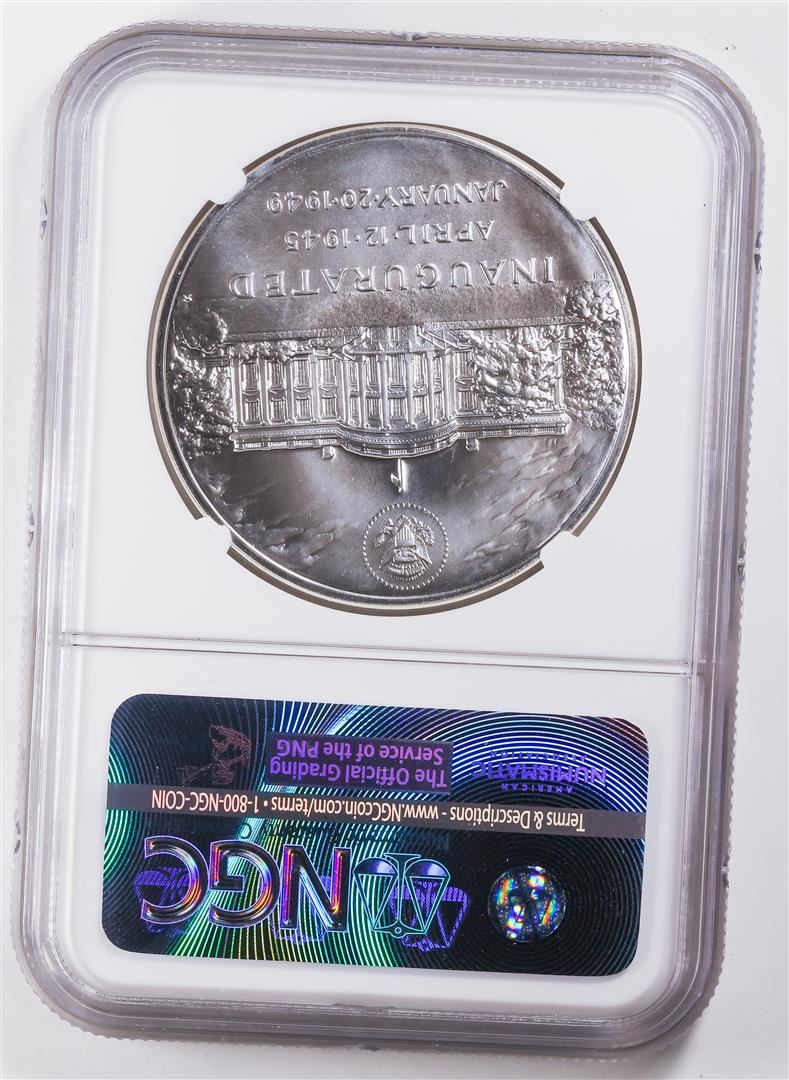 NGC
Terms & Descriptions - www.NGCcoin.com/terms • 1-800-NGC-COIN
AMERICAN
NUMISMATIC
The Official Grading
Service of the PNG
INAUGURATED
APRIL·12·1945
JANUARY·20·1949